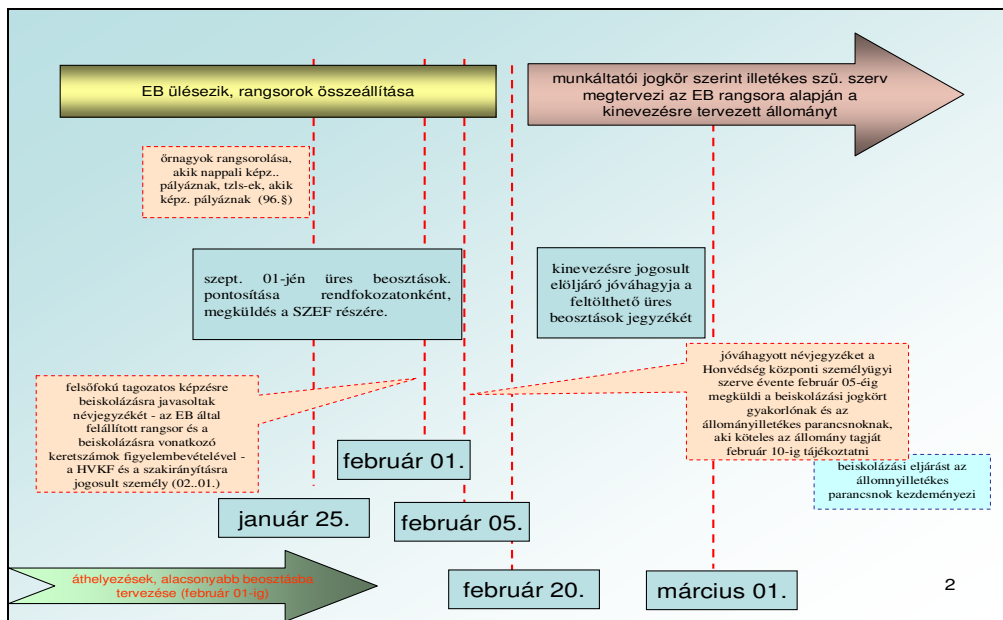 EB ülésezik, rangsorok összeállítása
munkáltatói jogkör szerint illetékes szü. szerv
megtervezi az EB rangsora alapján a
kinevezésre tervezett állományt
őrnagyok rangsorolása,
akik nappali képz..
pályáznak, tzls-ek, akik
képz. pályáznak (96.§)
szept. 01-jén üres beosztások.
pontosítása rendfokozatonként,
megküldés a SZEF részére.
kinevezésre jogosult
elöljáró jóváhagyja a
feltölthető üres
beosztások jegyzékét
felsőfokú tagozatos képzésre
beiskolázásra javasoltak
névjegyzékét - az EB által
felállított rangsor és a
beiskolázásra vonatkozó
keretszámok figyelembevételével -
a HVKF és a szakirányításra
jogosult személy (02..01.)
jóváhagyott névjegyzéket a
Honvédség központi személyügyi
szerve évente február 05-éig
megküldi a beiskolázási jogkört
gyakorlónak és az
állományilletékes parancsnoknak,
aki köteles az állomány tagját
február 10-ig tájékoztatni
beiskolázási eljárást az
állomnyilletékes
parancsnok kezdeményezi
február 01.
január 25.
február 05.
február 20.
március 01.
áthelyezések, alacsonyabb beosztásba
tervezése (február 01-ig)
2